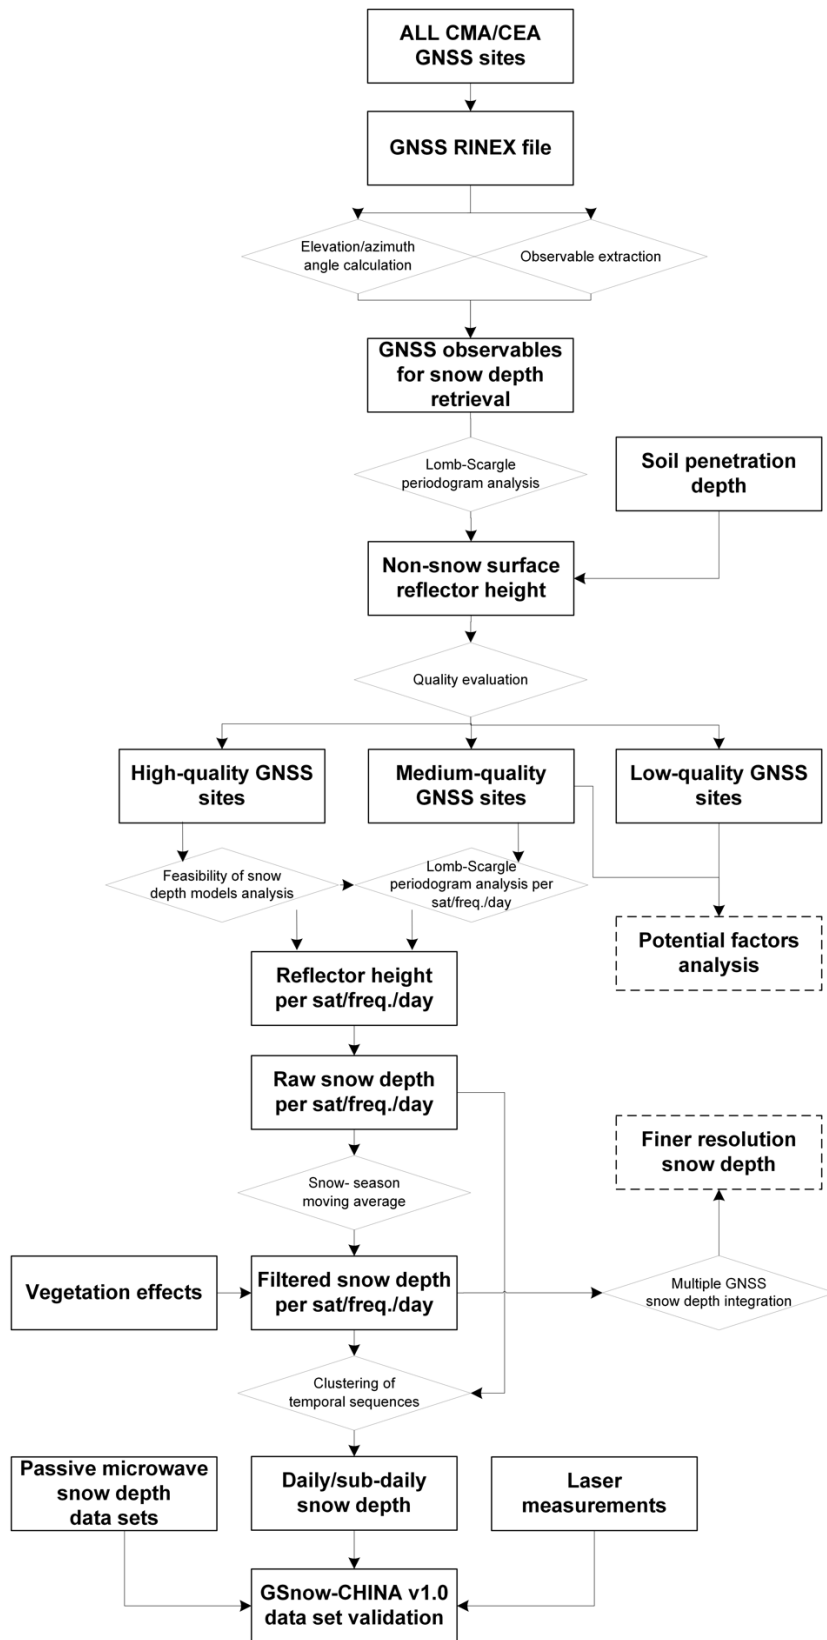 ALL CMA/CEA
GNSS sites
GNSS RINEX file
Elevation/azimuth
angle calculation
Observable extraction
GNSS observables
for snow depth
retrieval
Lomb-Scargle
periodogram analysis
Soil penetration
depth
Non-snow surface
reflector height
Quality evaluation
High-quality GNSS
sites
Medium-quality
GNSS sites
Low-quality GNSS
sites
Feasibility of snow
depth models analysis
Lomb-Scargle
periodogram analysis per
sat/freq./day
Potential factors
analysis
Reflector height
per sat/freq./day
Raw snow depth
per sat/freq./day
Finer resolution
snow depth
Snow- season
moving average
Vegetation effects
Filtered snow depth
per sat/freq./day
Multiple GNSS
snow depth integration
Clustering of
temporal sequences
Passive microwave
snow depth
data sets
Daily/sub-daily
snow depth
Laser
measurements
GSnow-CHINA v1.0
data set validation